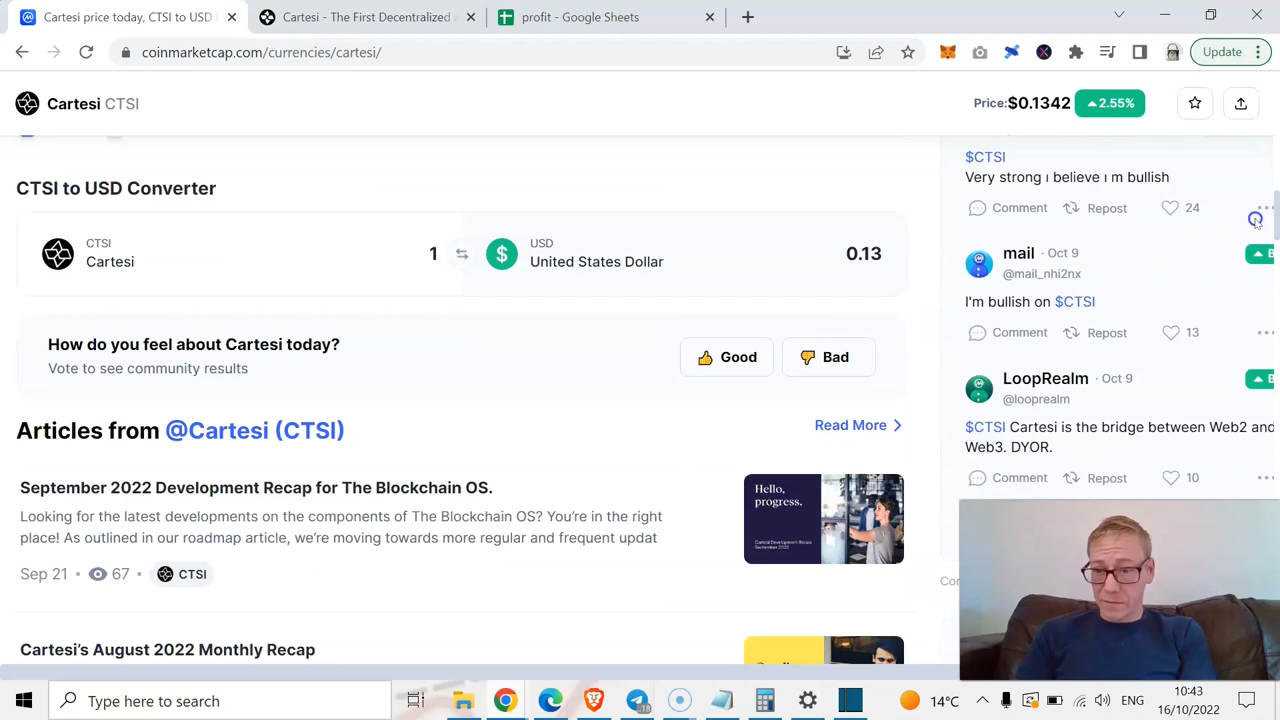 Cartesi price today, CTSI to USD
Cartesi - The First Decentralized
profit - Google Sheets
coinmarketcap.com/currencies/cartesi/
Update
Cartesi CTSI
Price:$0.1342
2.55%
CTSI to USD Converter
CTSI
Cartesi
1
USD
United States Dollar
0.13
How do you feel about Cartesi today?
Vote to see community results
Good
Bad
Articles from @Cartesi (CTSI)
Read More
September 2022 Development Recap for The Blockchain OS.
Looking for the latest developments on the components of The Blockchain OS? You're in the right
place! As outlined in our roadmap article, we're moving towards more regular and frequent updat
Sep 21 • 67 • CTSI
Hello,
progress.
Cartesi Development Recap
September 2022
Cartesi's August 2022 Monthly Recap
$CTSI
Very strong ı believe ı m bullish
Comment Repost 24
mail · Oct 9
@mail_nhi2nx
I'm bullish on $CTSI
Comment Repost 13
LoopRealm · Oct 9
@looprealm
$CTSI Cartesi is the bridge between Web2 and
Web3. DYOR.
Comment Repost 10
Type here to search
14°C
ENG
10:43
16/10/2022